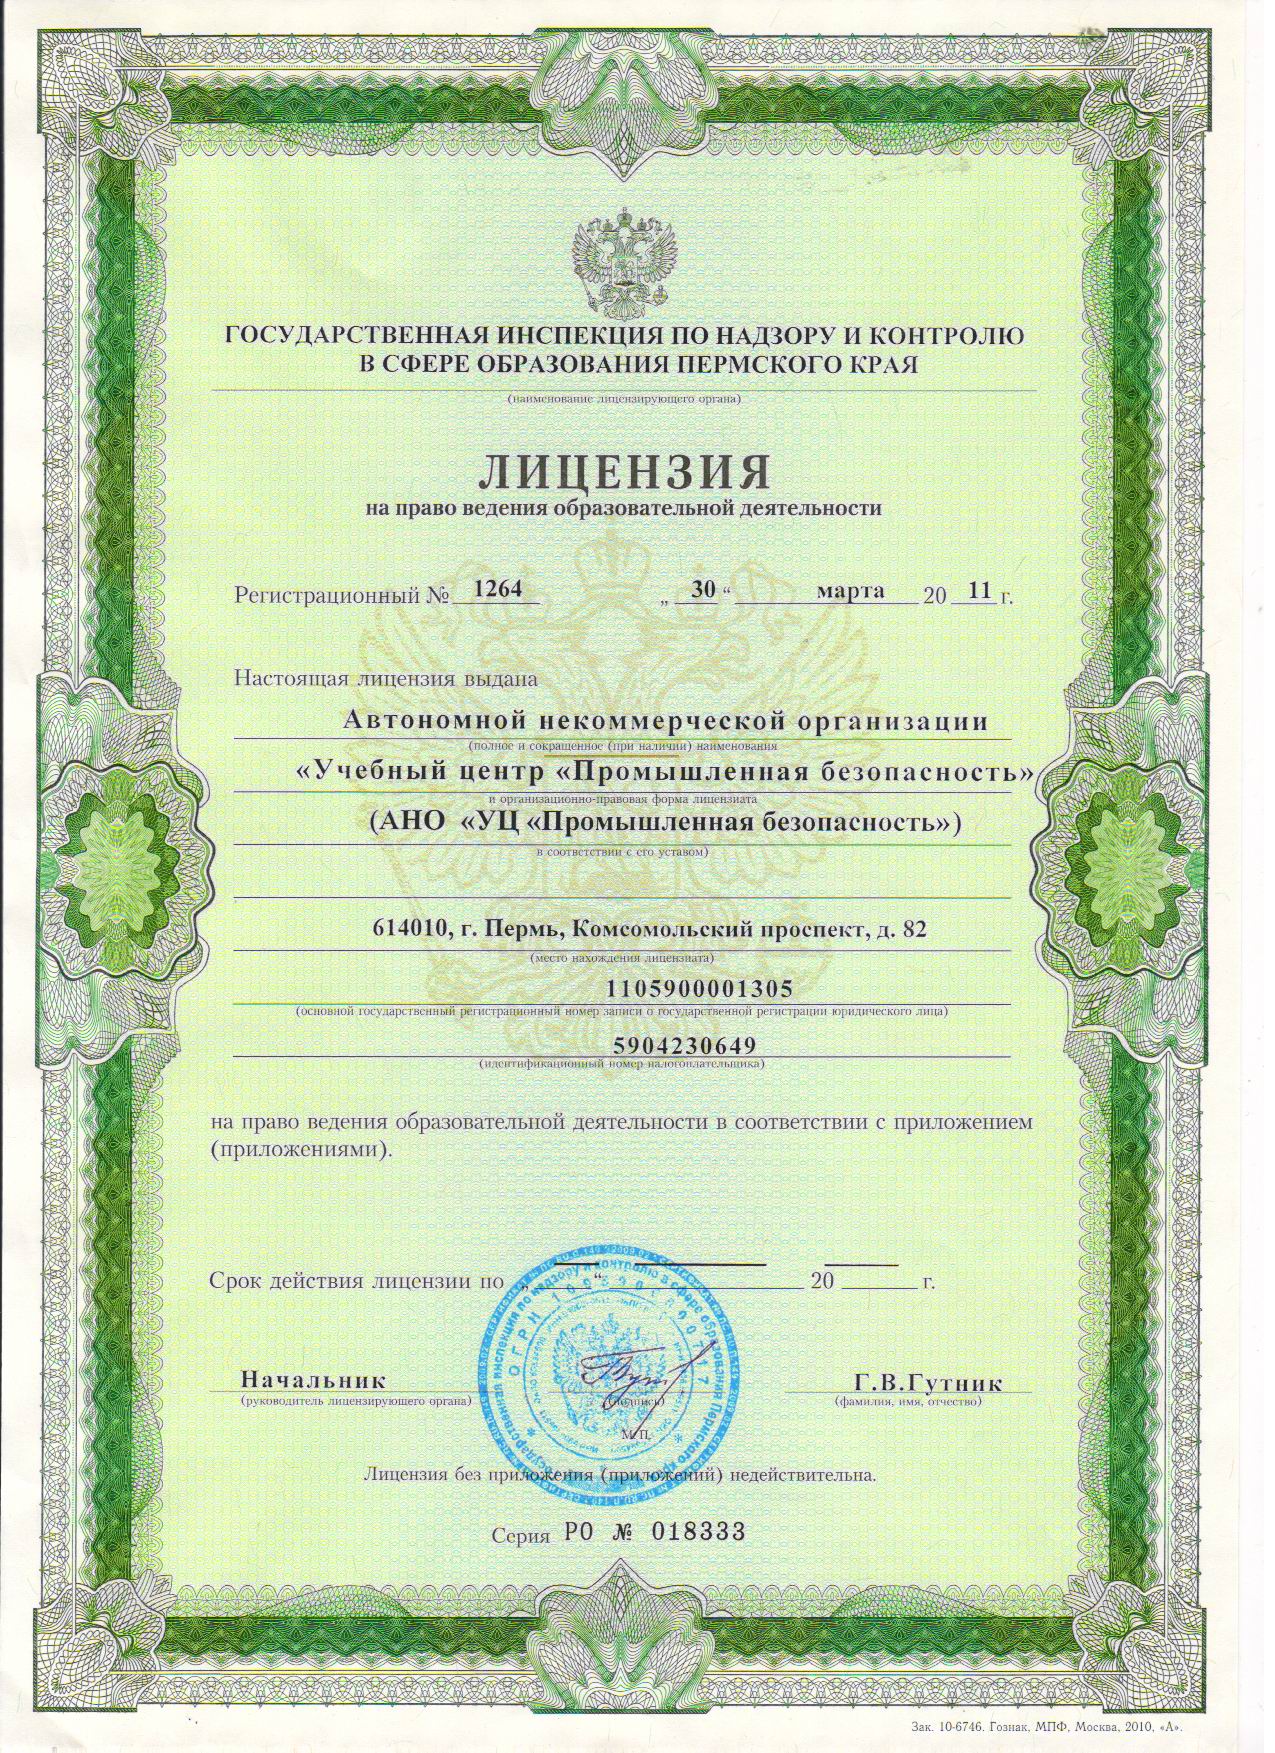 ГОСУДАРСТВЕННАЯ ИНСПЕКЦИЯ ПО НАДЗОРУ И КОНТРОЛЮ
В СФЕРЕ ОБРАЗОВАНИЯ ПЕРМСКОГО КРАЯ
(наименование лицензирующего органа)
ЛИЦЕНЗИЯ
на право ведения образовательной деятельности
Регистрационный № 1264 „ 30 “ марта 20 11 г.
Настоящая лицензия выдана
Автономной некоммерческой организации
(полное и сокращенное (при наличии) наименования
«Учебный центр «Промышленная безопасность»
и организационно-правовая форма лицензиата
(АНО «УЦ «Промышленная безопасность»)
в соответствии с его уставом)
614010, г. Пермь, Комсомольский проспект, д. 82
(место нахождения лицензиата)
1105900001305
(основной государственный регистрационный номер записи о государственной регистрации юридического лица)
5904230649
(идентификационный номер налогоплательщика)
на право ведения образовательной деятельности в соответствии с приложением
(приложениями).
Срок действия лицензии по „ “ 20 г.
Начальник Г.В.Гутник
(руководитель лицензирующего органа) (подпись) (фамилия, имя, отчество)
М.П.
Лицензия без приложения (приложений) недействительна.
Серия РО № 018333
Зак. 10-6746. Гознак, МПФ, Москва, 2010, «А».